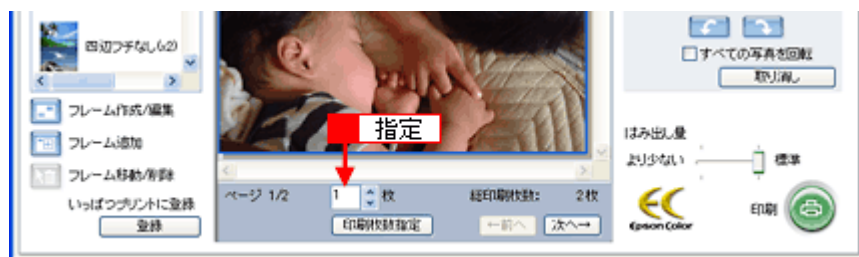 四辺フチなし(x2)
フレーム作成/編集
フレーム追加
フレーム移動/削除
いっぱつプリントに登録
登録
指定
ページ 1/2
1
枚
総印刷枚数:
2枚
印刷枚数指定
←前へ
次へ→
すべての写真を回転
取り消し
はみ出し量
より少ない
標準
Epson Color
印刷